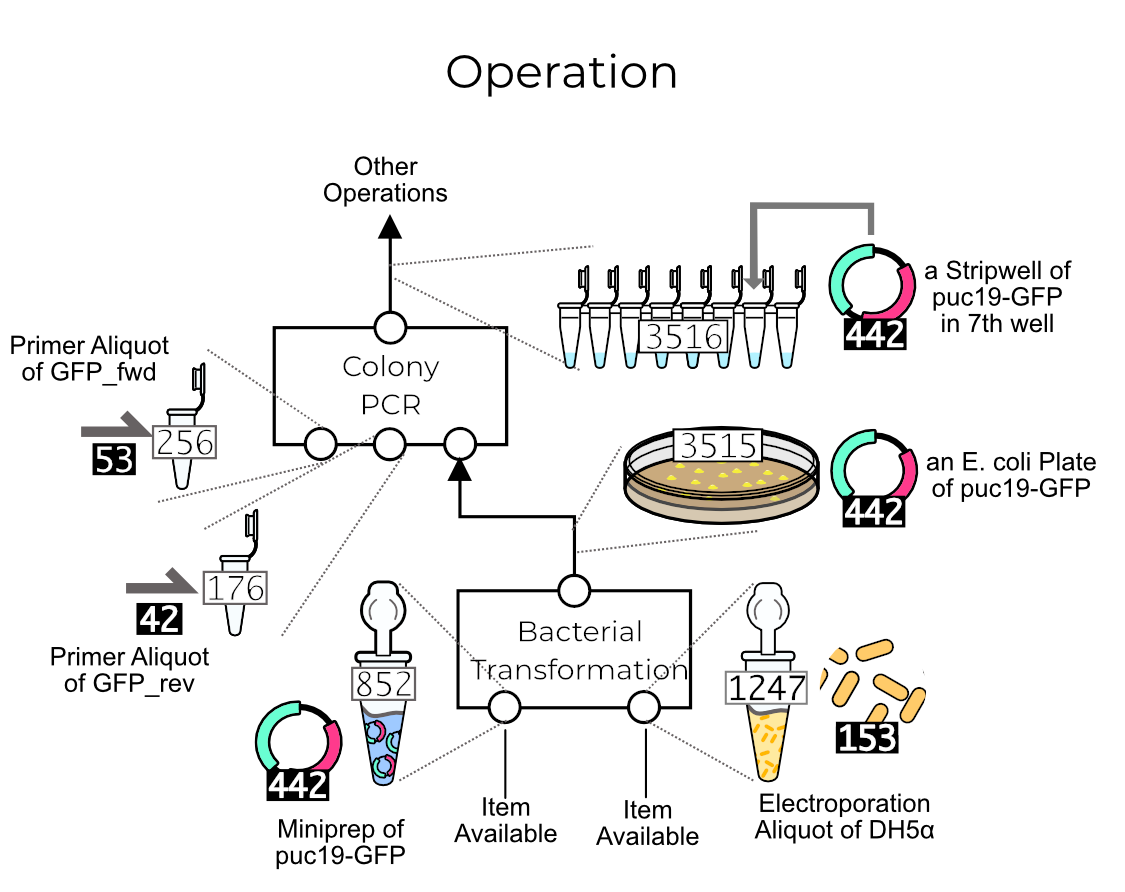 Operation
Other
Operations
a Stripwell of
puc19-GFP
in 7th well
442
3516
Primer Aliquot
of GFP_fwd
53
256
Colony
PCR
3515
an E. coli Plate
of puc19-GFP
442
176
42
Primer Aliquot
of GFP_rev
Bacterial
Transformation
852
442
Miniprep of
puc19-GFP
Item
Available
Item
Available
1247
153
Electroporation
Aliquot of DH5α